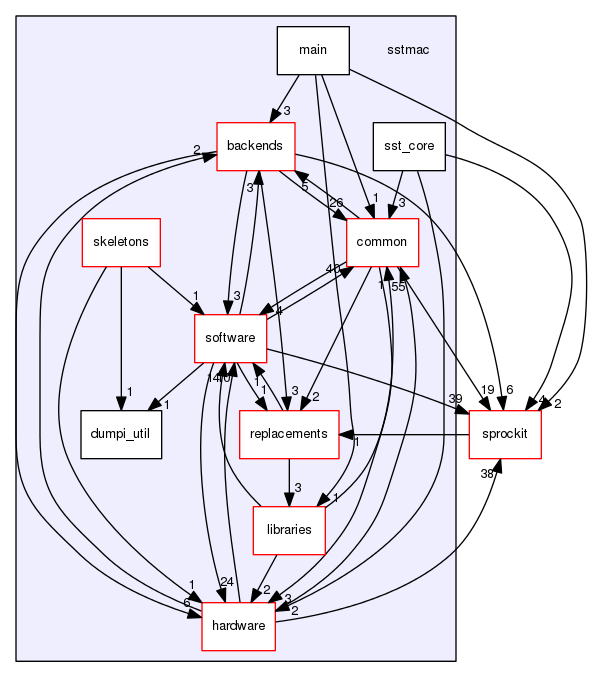 main
sstmac
3
backends
sst_core
2
3
5
26
1
3
skeletons
common
1
3
4
40
1
55
software
1
1
140
1
1
3
2
39
19
6
4
2
dumpi_util
replacements
1
sprockit
3
1
38
libraries
1
24
2
3
6
2
hardware